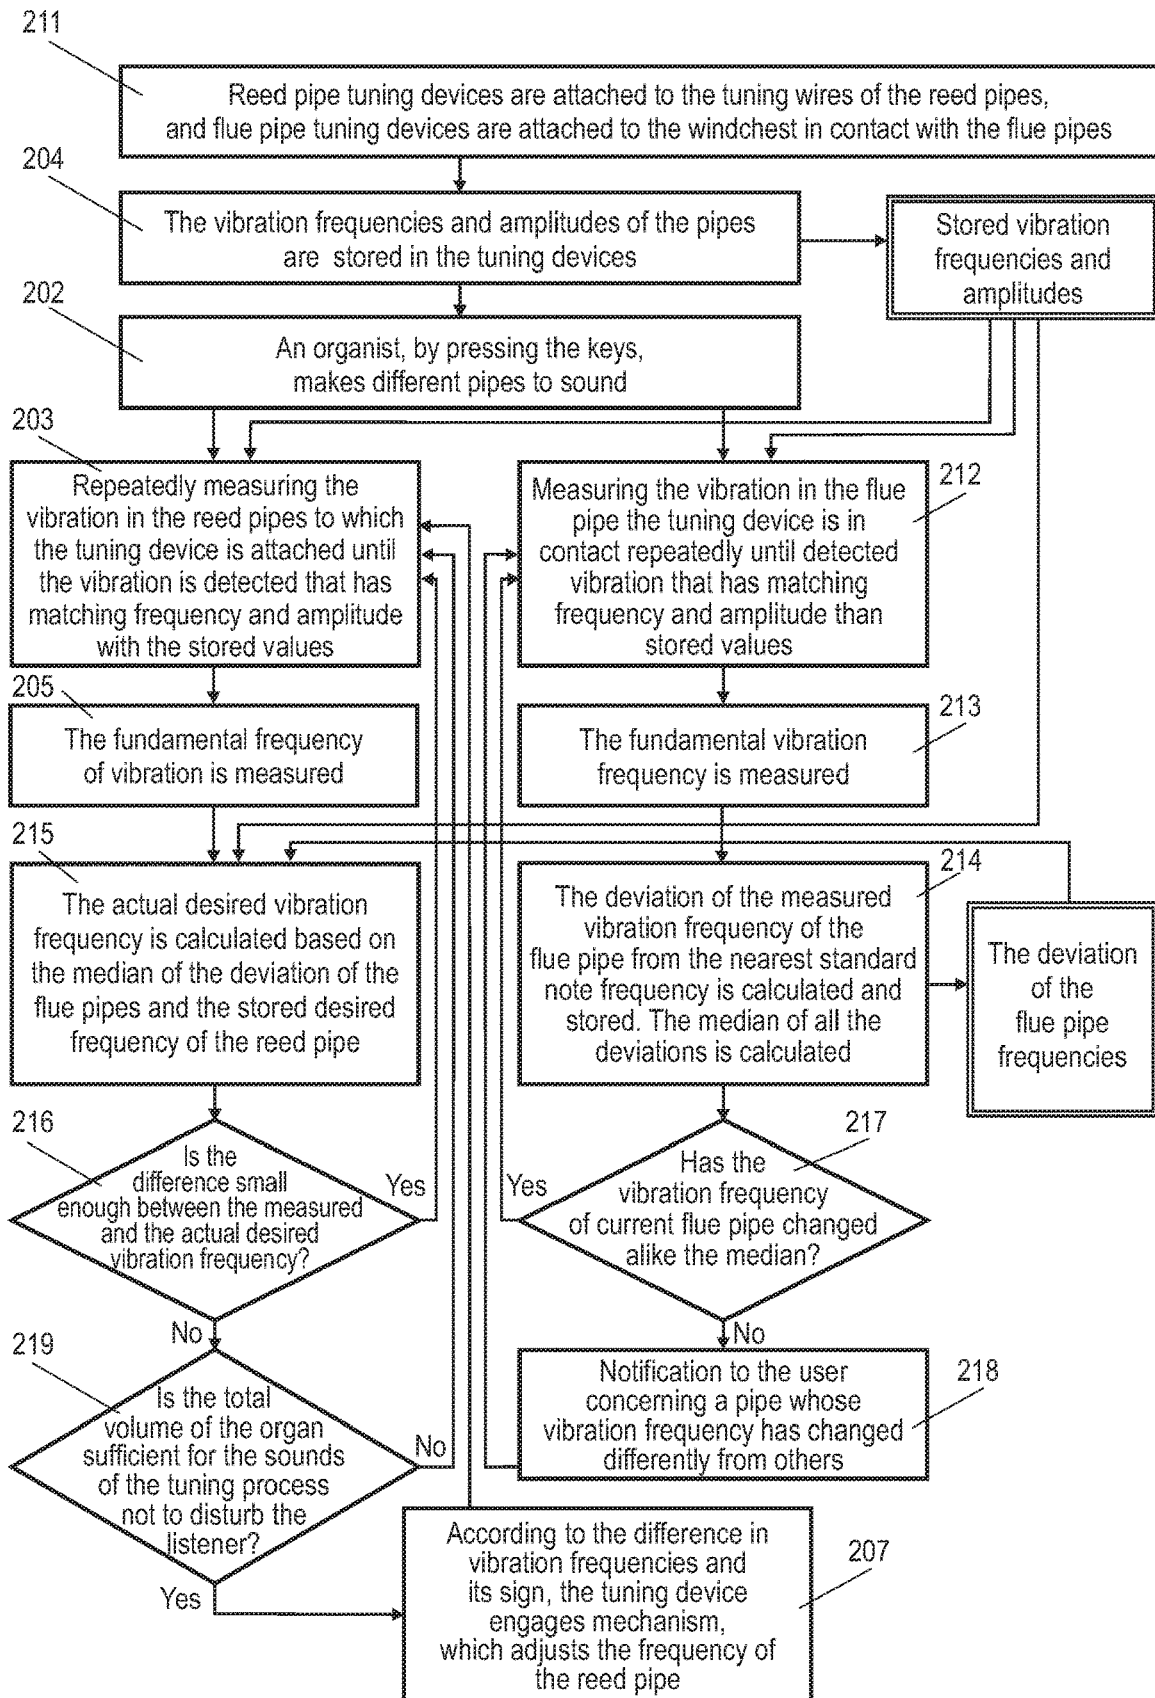 211
Reed pipe tuning devices are attached to the tuning wires of the reed pipes,
and flue pipe tuning devices are attached to the windchest in contact with the flue pipes
204
The vibration frequencies and amplitudes of the pipes
are stored in the tuning devices
Stored vibration
frequencies and
amplitudes
202
An organist, by pressing the keys,
makes different pipes to sound
203
Repeatedly measuring the
vibration in the reed pipes to which
the tuning device is attached until
the vibration is detected that has
matching frequency and amplitude
with the stored values
212
Measuring the vibration in the flue
pipe the tuning device is in
contact repeatedly until detected
vibration that has matching
frequency and amplitude than
stored values
205
The fundamental frequency
of vibration is measured
213
The fundamental vibration
frequency is measured
215
The actual desired vibration
frequency is calculated based on
the median of the deviation of the
flue pipes and the stored desired
frequency of the reed pipe
214
The deviation of the measured
vibration frequency of the
flue pipe from the nearest standard
note frequency is calculated and
stored. The median of all the
deviations is calculated
The deviation
of the
flue pipe
frequencies
216
Is the
difference small
enough between the measured
and the actual desired
vibration frequency?
Yes
No
217
Has the
vibration frequency
of current flue pipe changed
alike the median?
Yes
No
219
Is the total
volume of the organ
sufficient for the sounds
of the tuning process
not to disturb the
listener?
No
Yes
218
Notification to the user
concerning a pipe whose
vibration frequency has changed
differently from others
207
According to the difference in
vibration frequencies and
its sign, the tuning device
engages mechanism,
which adjusts the frequency of
the reed pipe